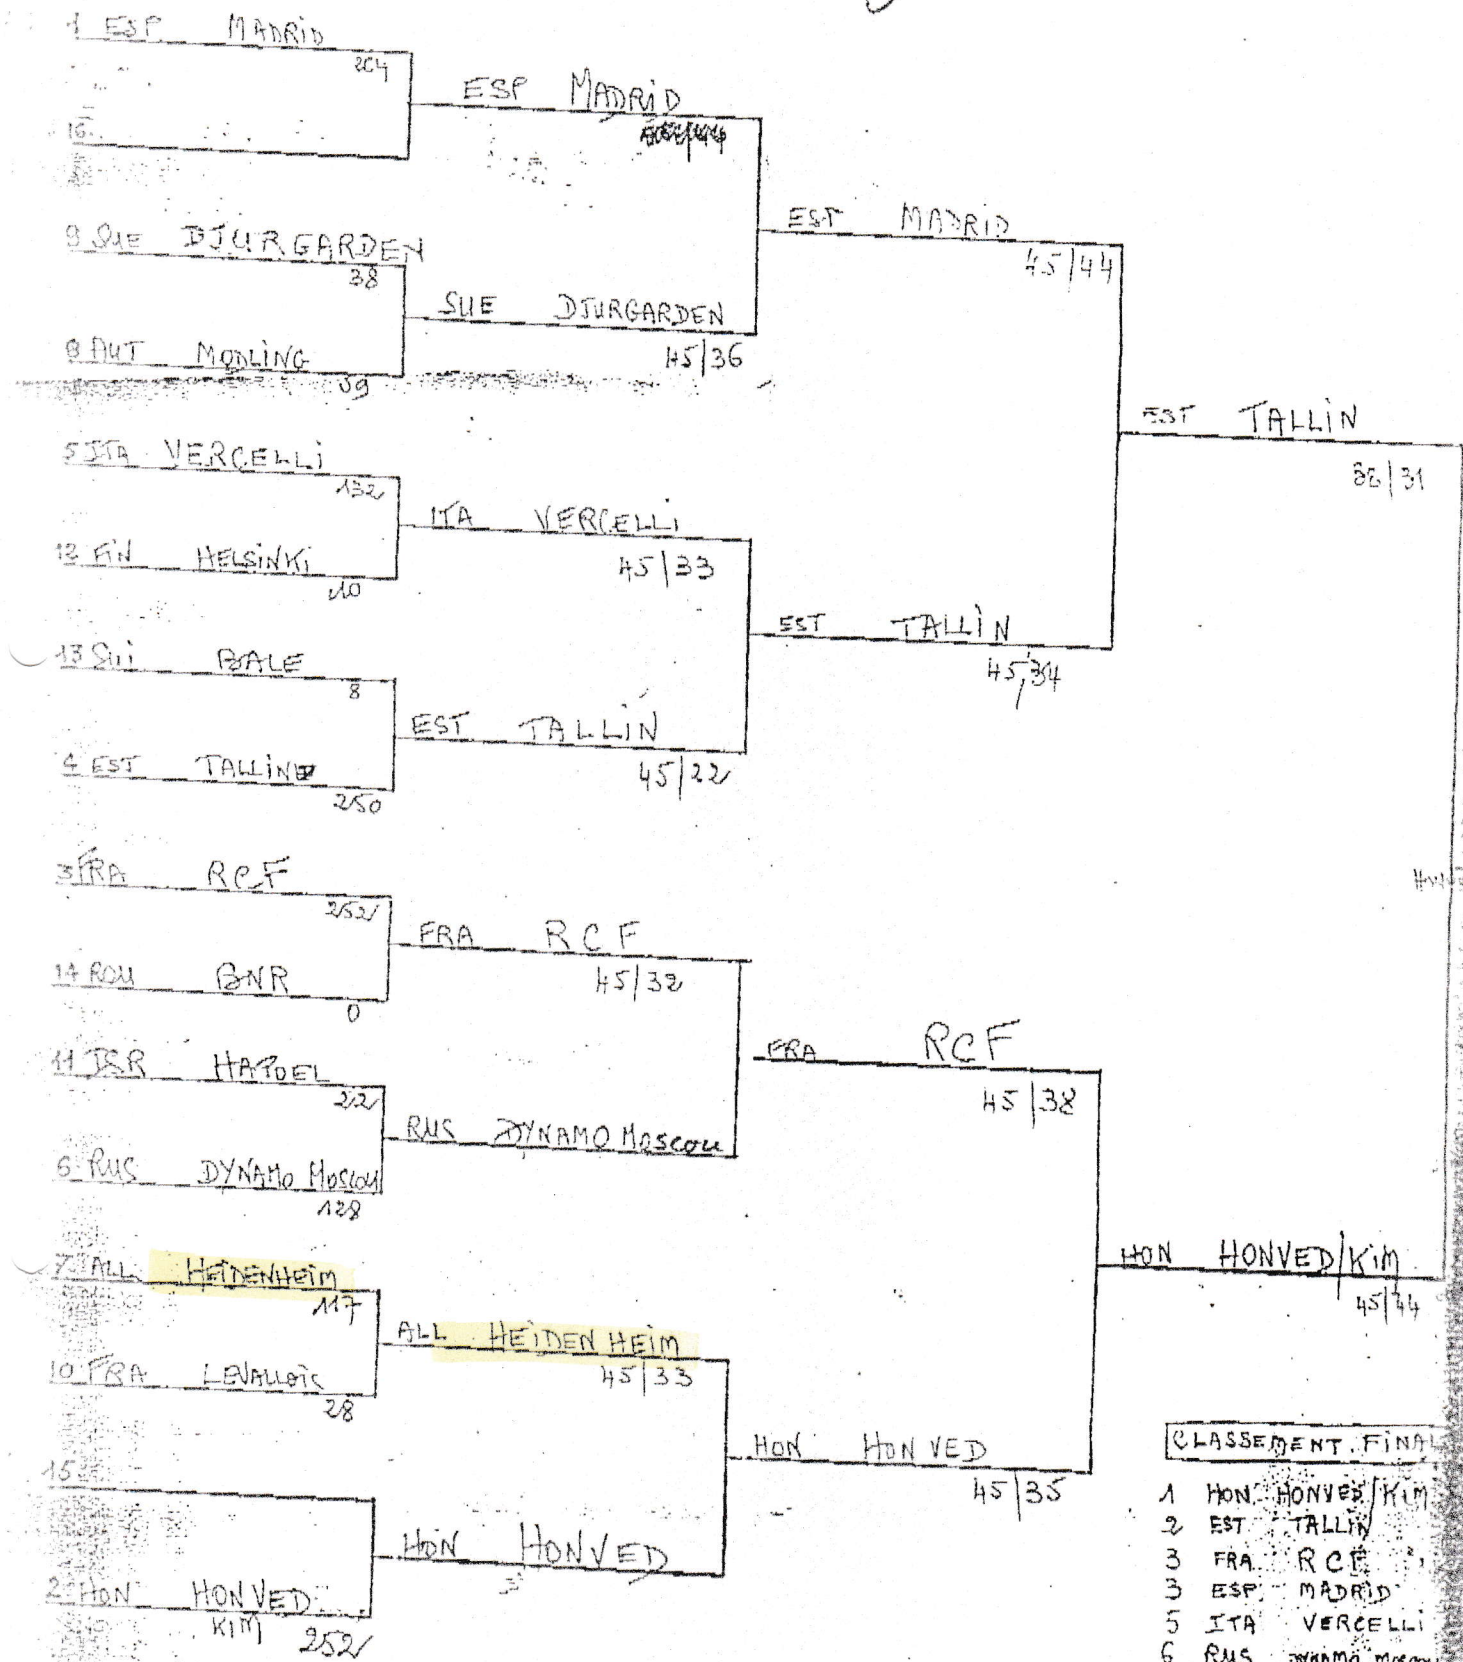 1 ESP MADRID
204
16
9 SUE DJURGARDEN
38
8 AUT MODLING
59
5 ITA VERCELLI
132
12 FIN HELSINKI
10
13 SUI BALE
8
4 EST TALLIN
250
3 FRA RCF
252
14 ROU BNR
0
11 ISR HAPOEL
22
6 RUS DYNAMO MOSCOU
128
7 ALL HEIDENHEIM
117
10 FRA LEVALLOIS
28
15
2 HON HONVED
KIM 252
ESP MADRID
SUE DJURGARDEN
45/36
ITA VERCELLI
45/33
EST TALLIN
45/22
FRA RCF
45/32
RUS DYNAMO MOSCOU
ALL HEIDENHEIM
45/33
HON HONVED
EST MADRID
45/44
EST TALLIN
45/34
FRA RCF
45/38
HON HONVED
45/35
EST TALLIN
32/31
HON HONVED/KIM
45/44
CLASSEMENT FINAL
1 HON HONVED/KIM
2 EST TALLIN
3 FRA RCF
3 ESP MADRID
5 ITA VERCELLI
6 RUS DYNAMO MOSCOU